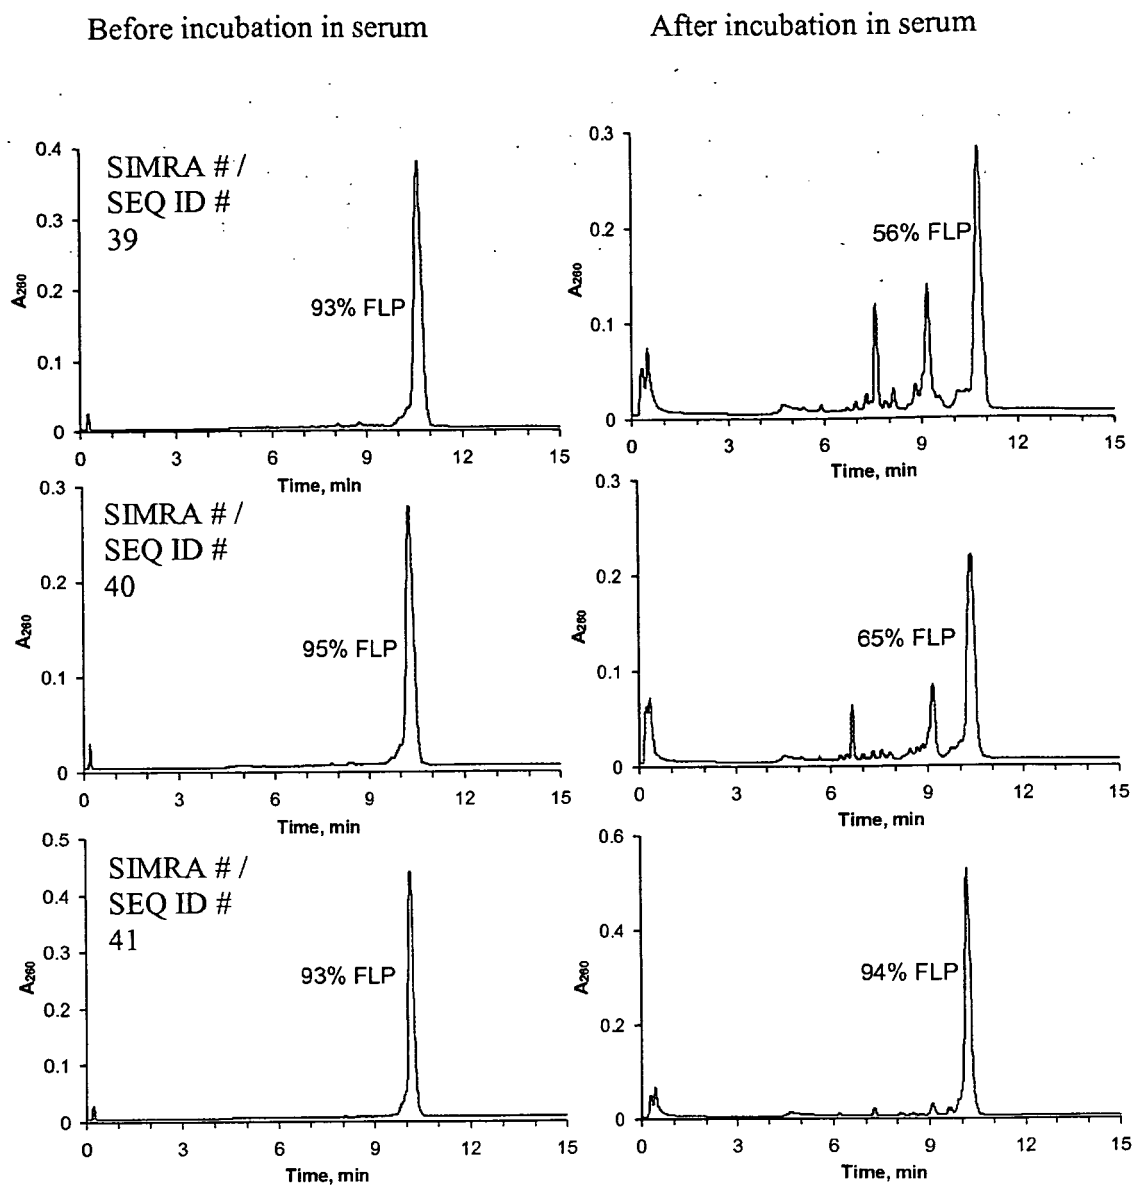 Before incubation in serum
After incubation in serum
SIMRA # /
SEQ ID #
39
93% FLP
A260
0.4
0.3
0.2
0.1
0
0 3 6 9 12 15
Time, min
56% FLP
A260
0.3
0.2
0.1
0
0 3 6 9 12 15
Time, min
SIMRA # /
SEQ ID #
40
95% FLP
A260
0.3
0.2
0.1
0
0 3 6 9 12 15
Time, min
65% FLP
A260
0.3
0.2
0.1
0
0 3 6 9 12 15
Time, min
SIMRA # /
SEQ ID #
41
93% FLP
A260
0.5
0.4
0.3
0.2
0.1
0
0 3 6 9 12 15
Time, min
94% FLP
A260
0.6
0.4
0.2
0
0 3 6 9 12 15
Time, min